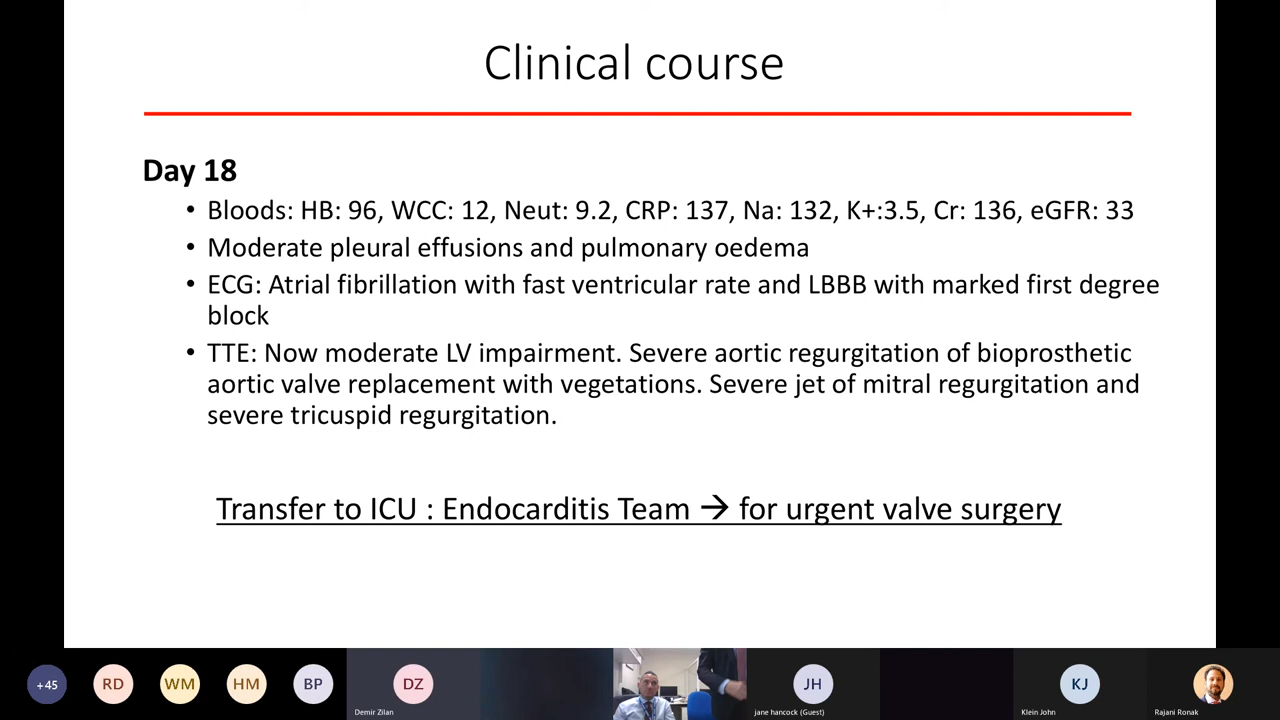 Clinical course
Day 18
• Bloods: HB: 96, WCC: 12, Neut: 9.2, CRP: 137, Na: 132, K+:3.5, Cr: 136, eGFR: 33
• Moderate pleural effusions and pulmonary oedema
• ECG: Atrial fibrillation with fast ventricular rate and LBBB with marked first degree
block
• TTE: Now moderate LV impairment. Severe aortic regurgitation of bioprosthetic
aortic valve replacement with vegetations. Severe jet of mitral regurgitation and
severe tricuspid regurgitation.
Transfer to ICU : Endocarditis Team → for urgent valve surgery
+45 RD WM HM BP DZ JH KJ
Demir Zilan jane hancock (Guest) Klein John Rajani Ronak